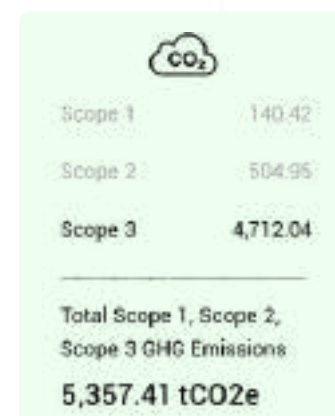 CO₂
Scope 1 140.42
Scope 2 504.95
Scope 3 4,712.04
Total Scope 1, Scope 2,
Scope 3 GHG Emissions
5,357.41 tCO2e